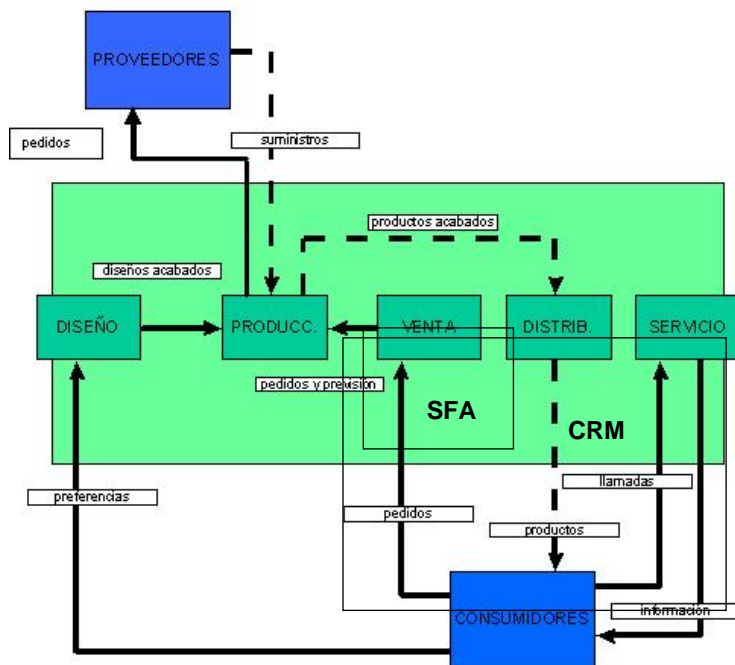 PROVEEDORES
pedidos
suministros
productos acabados
diseños acabados
DISEÑO
PRODUCC.
VENTA
DISTRIB.
SERVICIO
pedidos y previsión
SFA
CRM
preferencias
llamadas
pedidos
productos
información
CONSUMIDORES